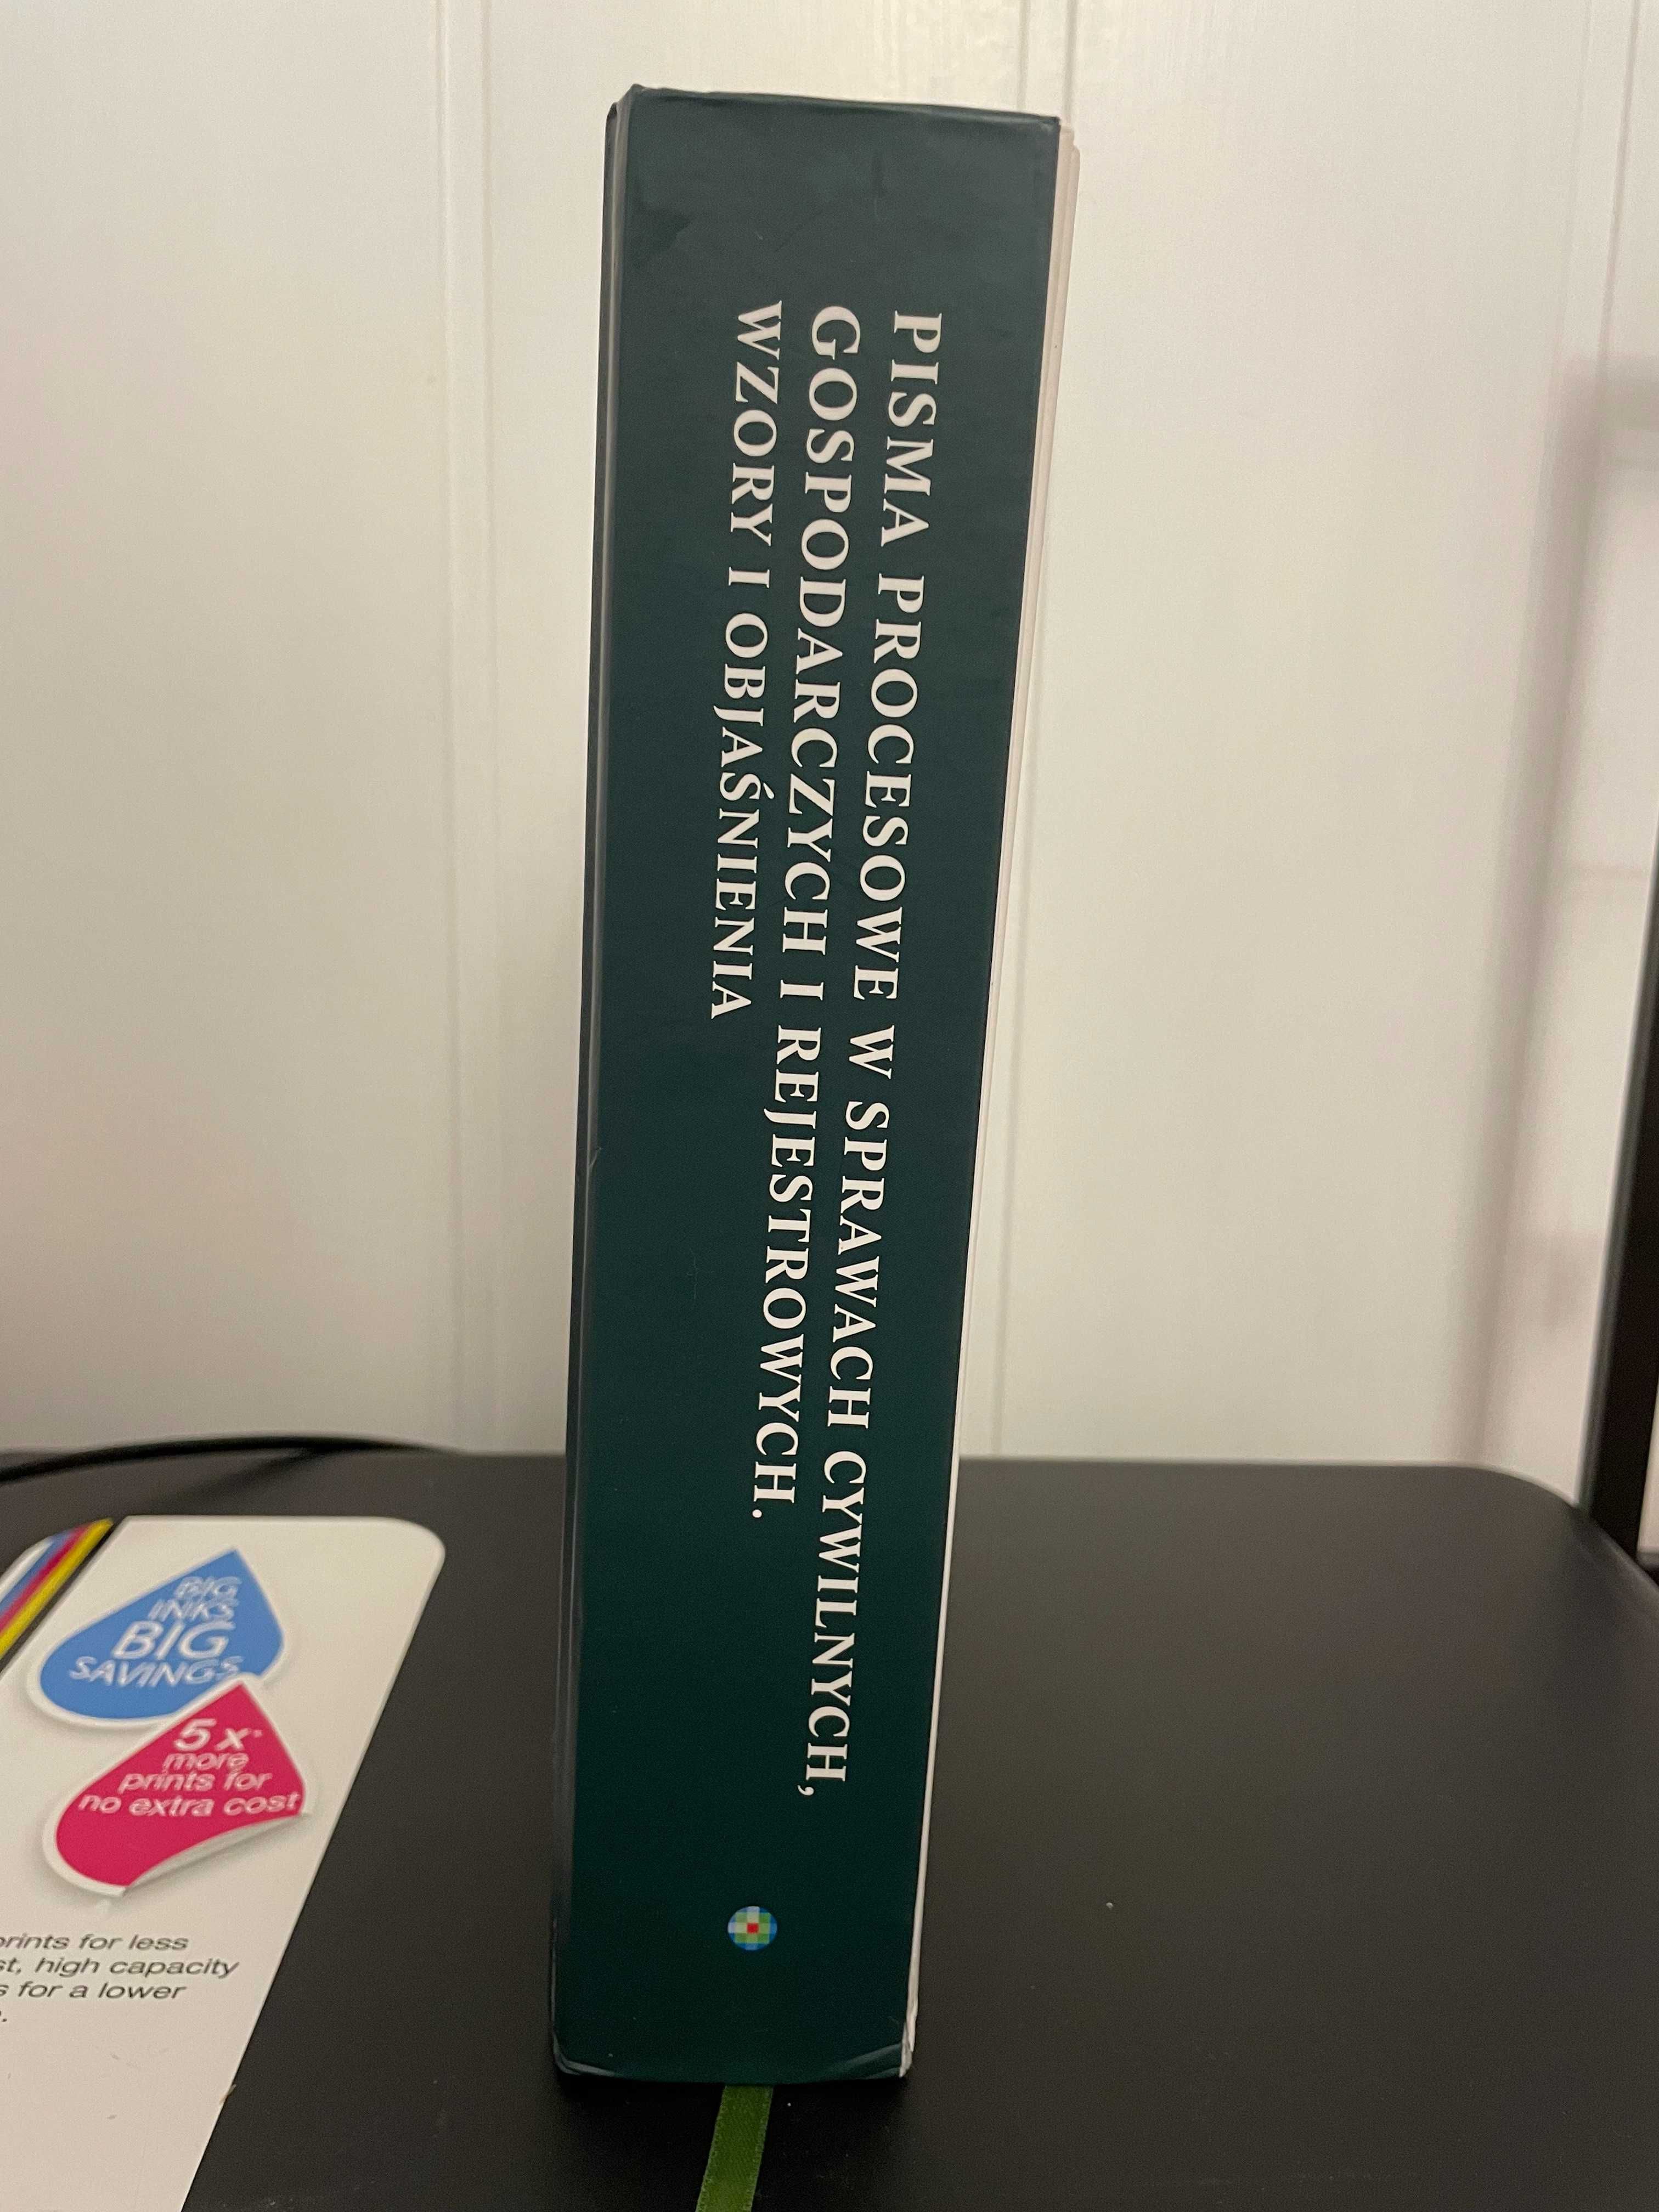 PISMA PROCESOWE W SPRAWACH CYWILNYCH,
GOSPODARCZYCH I REJESTROWYCH.
WZORY I OBJAŚNIENIA
BIG
INKS
BIG
SAVINGS
5x*
more
prints for
no extra cost
prints for less
high capacity
for a lower